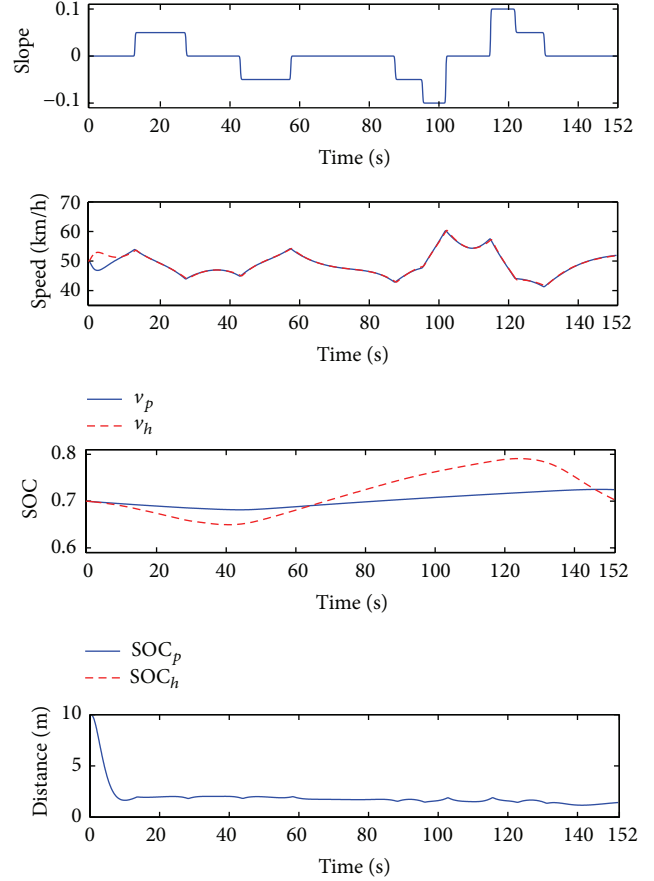 0.1
0
−0.1
Slope
0 20 40 60 80 100 120 140 152
Time (s)
70
60
50
40
Speed (km/h)
0 20 40 60 80 100 120 140 152
Time (s)
v_p
v_h
0.8
0.7
0.6
SOC
0 20 40 60 80 100 120 140 152
Time (s)
SOC_p
SOC_h
10
5
0
Distance (m)
0 20 40 60 80 100 120 140 152
Time (s)